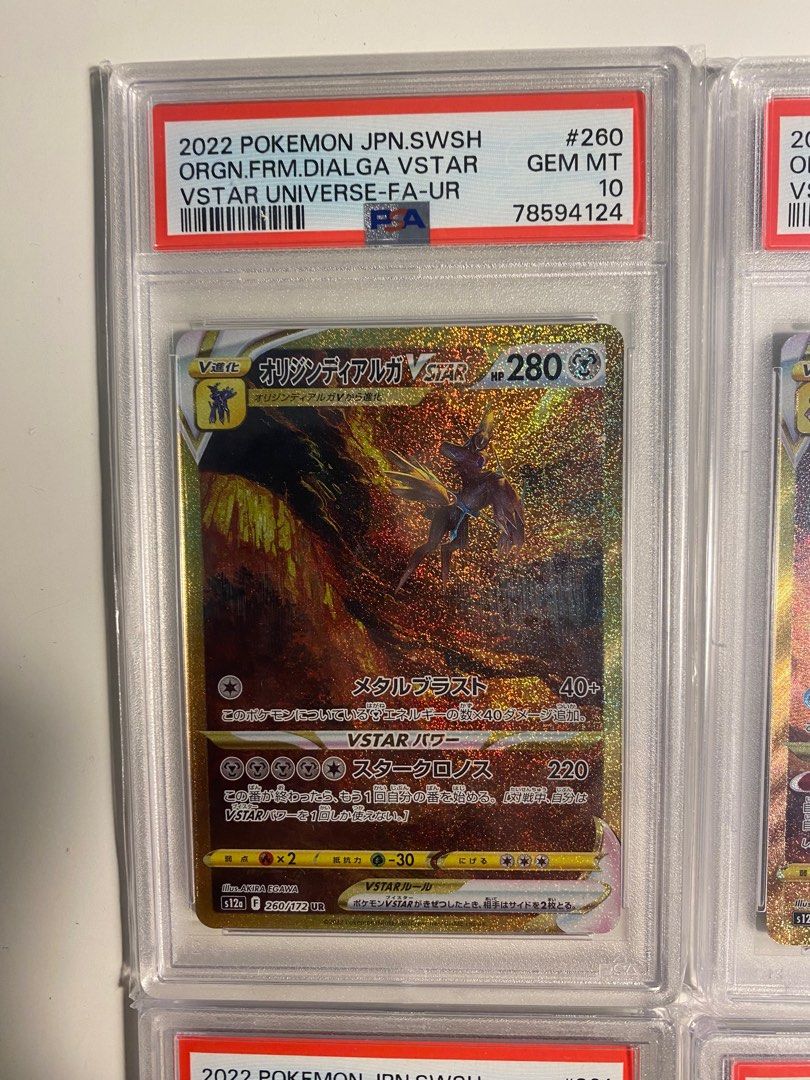 2022 POKEMON JPN.SWSH #260
ORGN.FRM.DIALGA VSTAR GEM MT
VSTAR UNIVERSE-FA-UR 10
PSA 78594124
V進化
オリジンディアルガVSTAR HP 280
オリジンディアルガVから進化
メタルブラスト 40+
このポケモンについているエネルギーの数×40ダメージ追加。
VSTARパワー
スタークロノス 220
この番が終わったら、もう1回自分の番を始める。[対戦中、自分は
VSTARパワーを1回しか使えない。]
弱点 ×2 抵抗力 -30 にげる
Illus. AKIRA EGAWA
VSTARルール
s12a F 260/172 UR
ポケモンVSTARがきぜつしたとき、相手はサイドを2枚とる。
PSA
2022 POKEMON JPN.SWSH